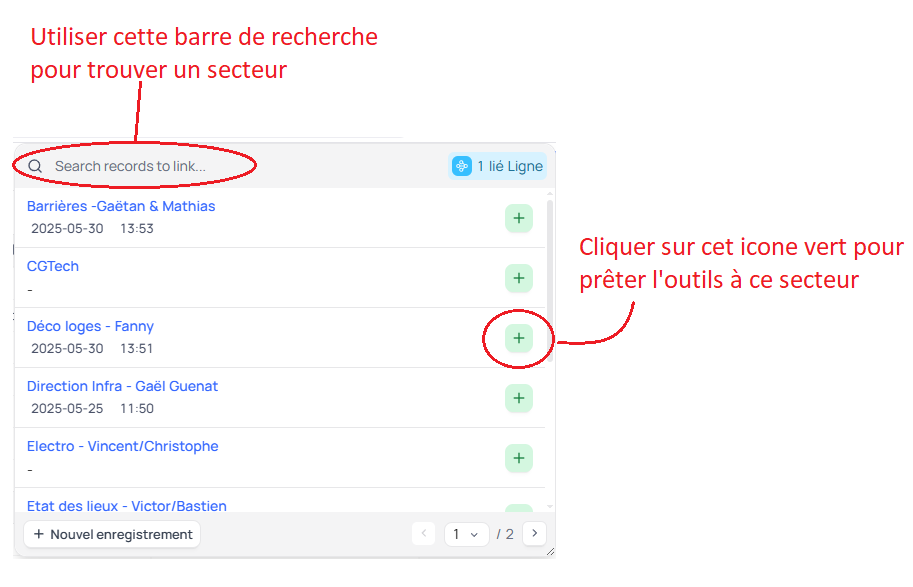 Utiliser cette barre de recherche
pour trouver un secteur
Search records to link...
1 lié Ligne
Barrières -Gaëtan & Mathias
2025-05-30 13:53
CGTech
-
Cliquer sur cet icone vert pour
prêter l'outils à ce secteur
Déco loges - Fanny
2025-05-30 13:51
Direction Infra - Gaël Guenat
2025-05-25 11:50
Electro - Vincent/Christophe
-
Etat des lieux - Victor/Bastien
+ Nouvel enregistrement
1 / 2